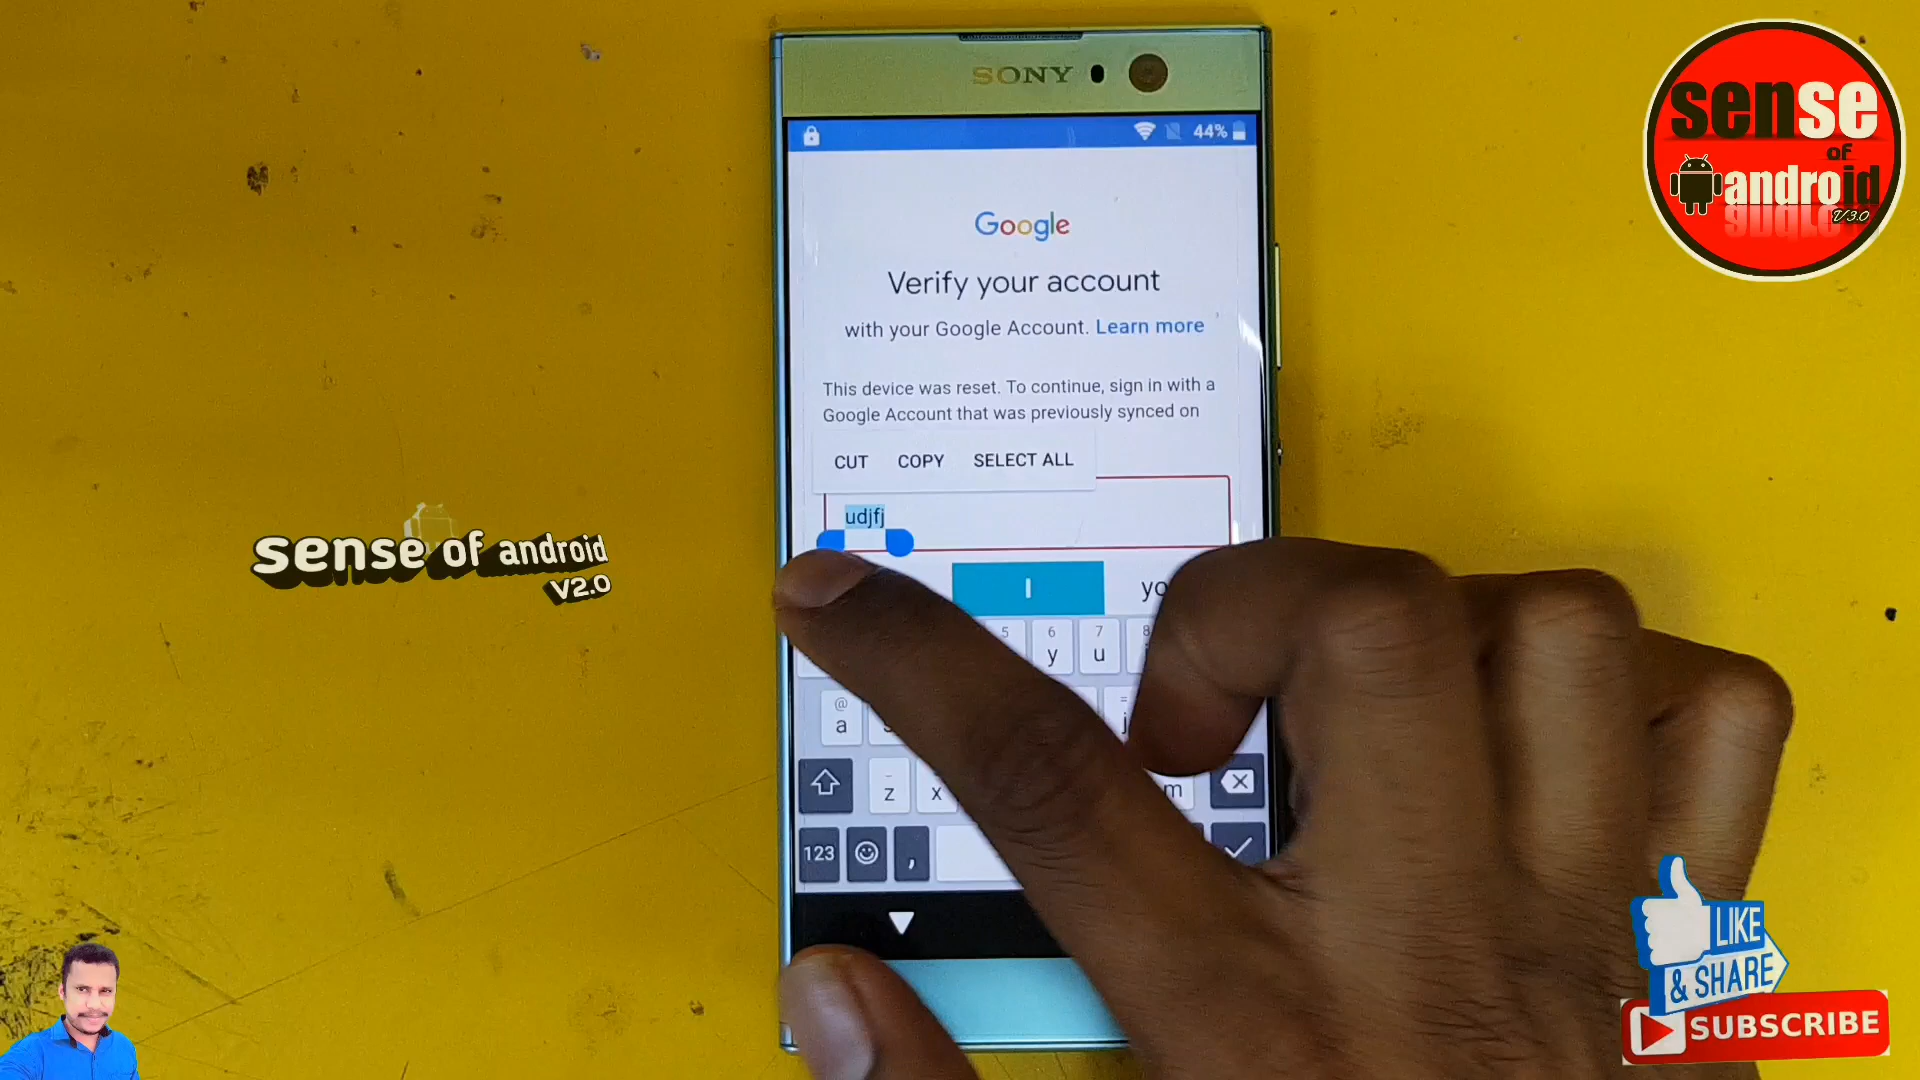 SONY
44%
Google
Verify your account
with your Google Account. Learn more
This device was reset. To continue, sign in with a
Google Account that was previously synced on
CUT COPY SELECT ALL
udjfj
I
5 6 7 8
y u
@ =
a j
z x m
123 ,
sense
of
android
V3.0
sense of android
V2.0
LIKE
& SHARE
SUBSCRIBE